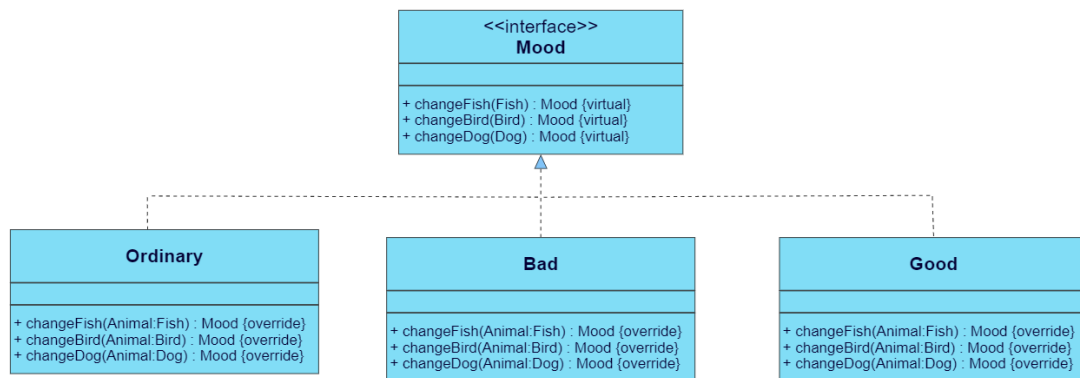 <<interface>>
Mood
+ changeFish(Fish) : Mood {virtual}
+ changeBird(Bird) : Mood {virtual}
+ changeDog(Dog) : Mood {virtual}
Ordinary
+ changeFish(Animal:Fish) : Mood {override}
+ changeBird(Animal:Bird) : Mood {override}
+ changeDog(Animal:Dog) : Mood {override}
Bad
+ changeFish(Animal:Fish) : Mood {override}
+ changeBird(Animal:Bird) : Mood {override}
+ changeDog(Animal:Dog) : Mood {override}
Good
+ changeFish(Animal:Fish) : Mood {override}
+ changeBird(Animal:Bird) : Mood {override}
+ changeDog(Animal:Dog) : Mood {override}